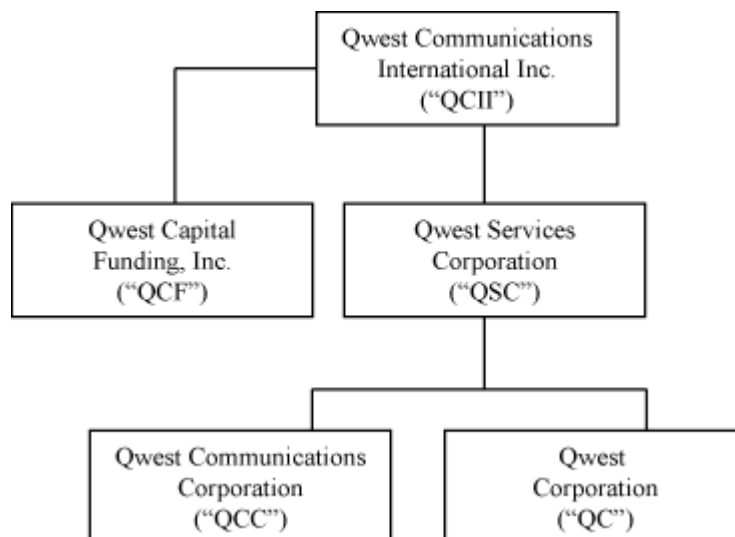 Qwest Communications
International Inc.
(“QCII”)
Qwest Capital
Funding, Inc.
(“QCF”)
Qwest Services
Corporation
(“QSC”)
Qwest Communications
Corporation
(“QCC”)
Qwest
Corporation
(“QC”)